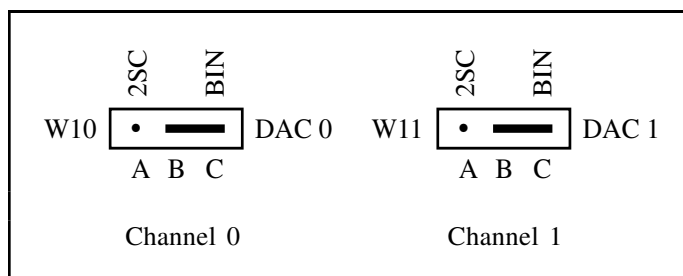 2SC BIN 2SC BIN
W10 DAC 0 W11 DAC 1
A B C A B C
Channel 0 Channel 1